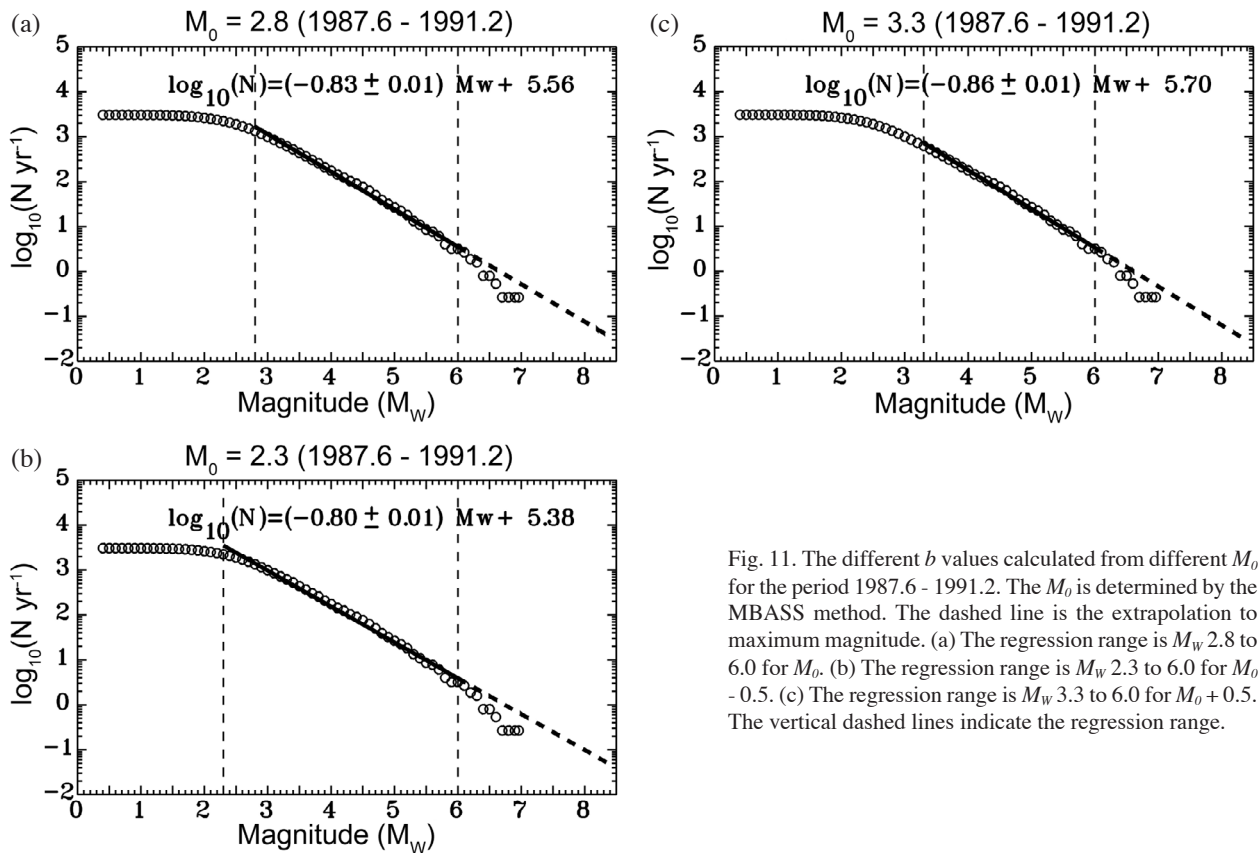 (a)
M₀ = 2.8 (1987.6 - 1991.2)
log₁₀(N)=(−0.83 ± 0.01) Mw+ 5.56
5
4
3
2
1
0
−1
−2
log₁₀(N yr⁻¹)
0 1 2 3 4 5 6 7 8
Magnitude (M_W)
(c)
M₀ = 3.3 (1987.6 - 1991.2)
log₁₀(N)=(−0.86 ± 0.01) Mw+ 5.70
5
4
3
2
1
0
−1
−2
log₁₀(N yr⁻¹)
0 1 2 3 4 5 6 7 8
Magnitude (M_W)
(b)
M₀ = 2.3 (1987.6 - 1991.2)
log₁₀(N)=(−0.80 ± 0.01) Mw+ 5.38
5
4
3
2
1
0
−1
−2
log₁₀(N yr⁻¹)
0 1 2 3 4 5 6 7 8
Magnitude (M_W)
Fig. 11. The different b values calculated from different M₀
for the period 1987.6 - 1991.2. The M₀ is determined by the
MBASS method. The dashed line is the extrapolation to
maximum magnitude. (a) The regression range is M_W 2.8 to
6.0 for M₀. (b) The regression range is M_W 2.3 to 6.0 for M₀
- 0.5. (c) The regression range is M_W 3.3 to 6.0 for M₀ + 0.5.
The vertical dashed lines indicate the regression range.